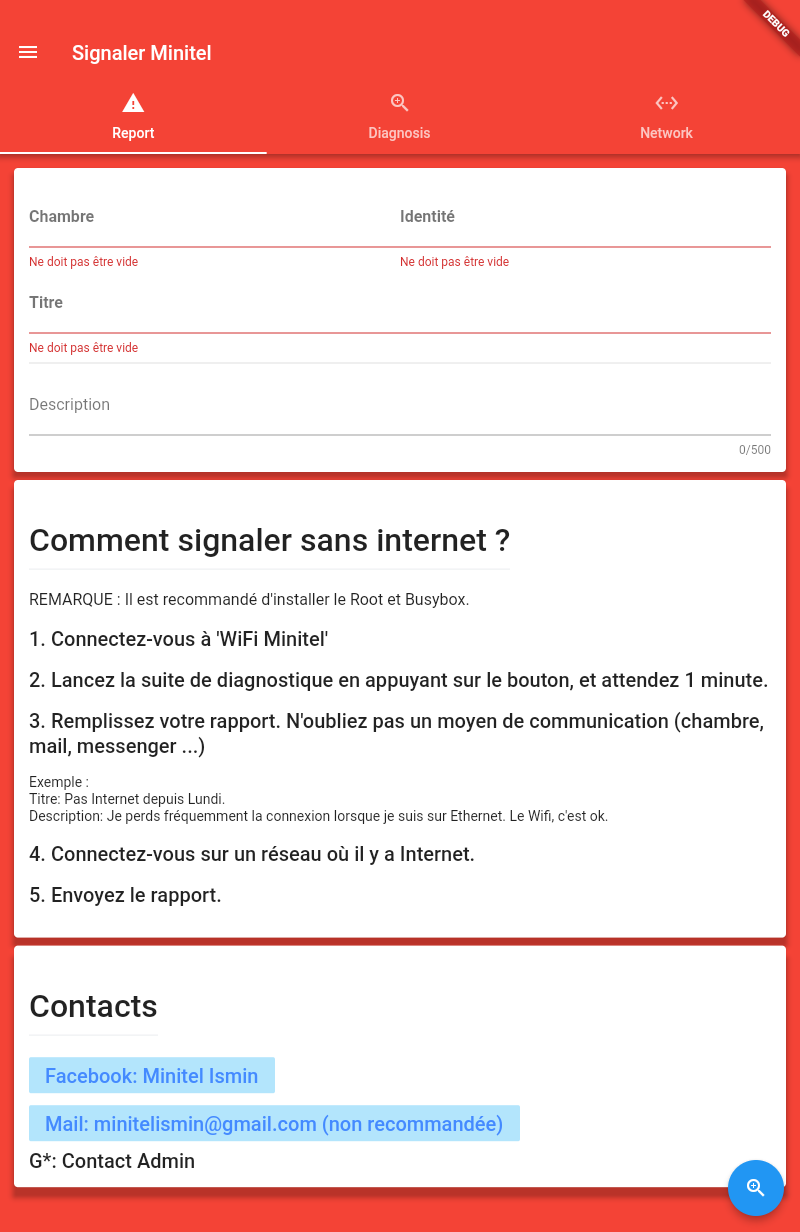 DEBUG
Signaler Minitel
Report
Diagnosis
Network
Chambre
Identité
Ne doit pas être vide
Ne doit pas être vide
Titre
Ne doit pas être vide
Description
0/500
Comment signaler sans internet ?
REMARQUE : Il est recommandé d'installer le Root et Busybox.
1. Connectez-vous à 'WiFi Minitel'
2. Lancez la suite de diagnostique en appuyant sur le bouton, et attendez 1 minute.
3. Remplissez votre rapport. N'oubliez pas un moyen de communication (chambre,
mail, messenger ...)
Exemple :
Titre: Pas Internet depuis Lundi.
Description: Je perds fréquemment la connexion lorsque je suis sur Ethernet. Le Wifi, c'est ok.
4. Connectez-vous sur un réseau où il y a Internet.
5. Envoyez le rapport.
Contacts
Facebook: Minitel Ismin
Mail: minitelismin@gmail.com (non recommandée)
G*: Contact Admin